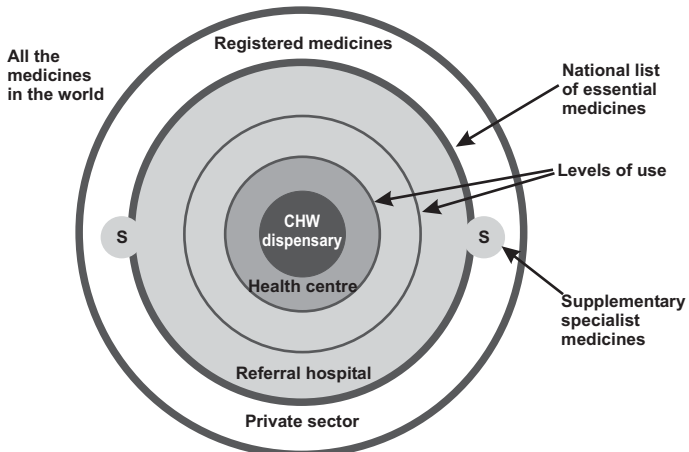 Registered medicines
All the
medicines
in the world
National list
of essential
medicines
Levels of use
CHW
dispensary
S
S
Health centre
Supplementary
specialist
medicines
Referral hospital
Private sector